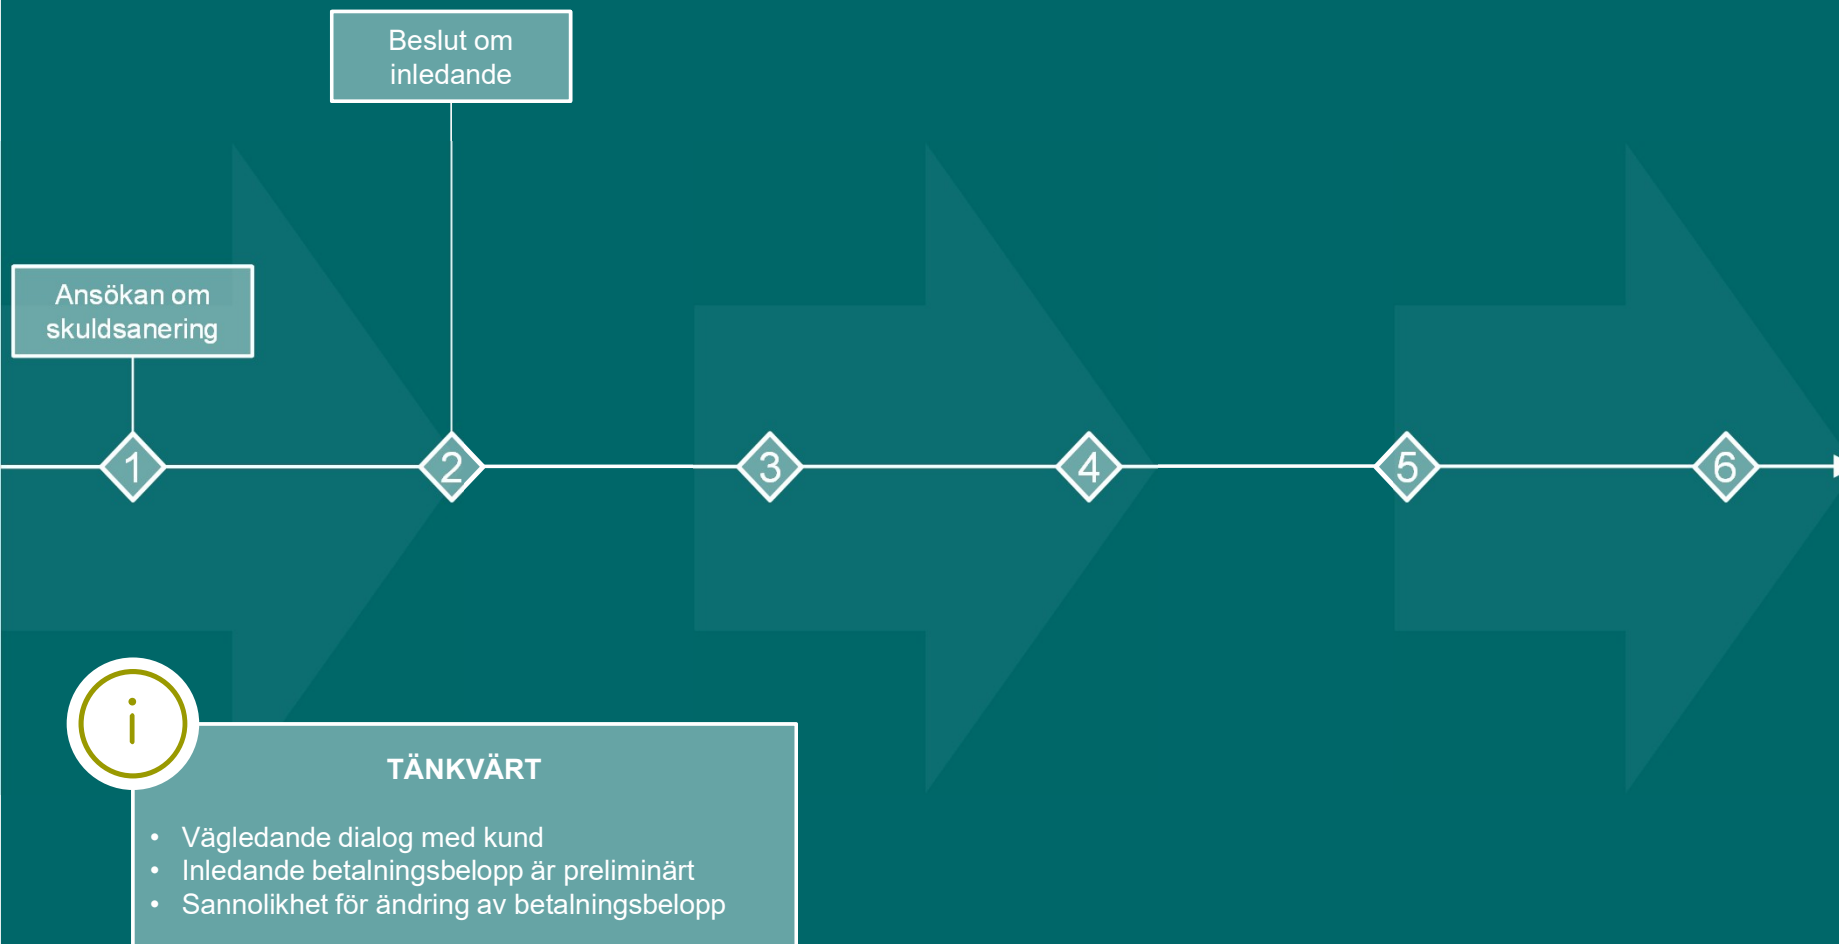 Beslut om
inledande
Ansökan om
skuldsanering
1
2
3
4
5
6
i
TÄNKVÄRT
• Vägledande dialog med kund
• Inledande betalningsbelopp är preliminärt
• Sannolikhet för ändring av betalningsbelopp